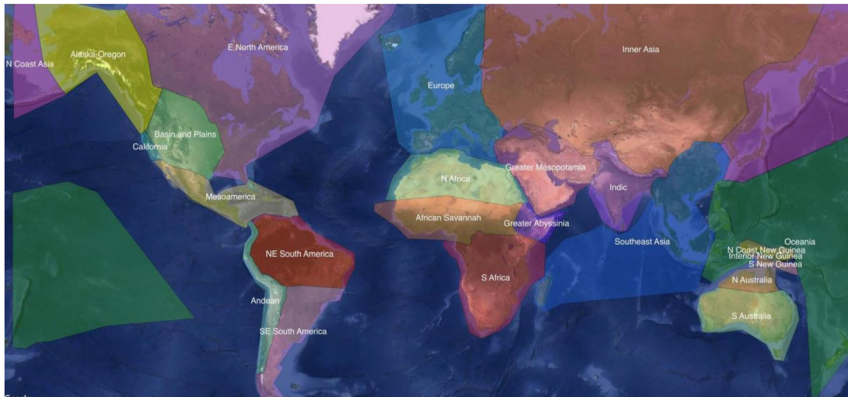 E North America
Inner Asia
Alaska-Oregon
N Coast Asia
Europe
Basin and Plains
California
Greater Mesopotamia
N Africa
Indic
Mesoamerica
African Savannah
Greater Abyssinia
Southeast Asia
Oceania
N Coast New Guinea
Interior New Guinea
S New Guinea
NE South America
S Africa
N Australia
Andean
S Australia
SE South America